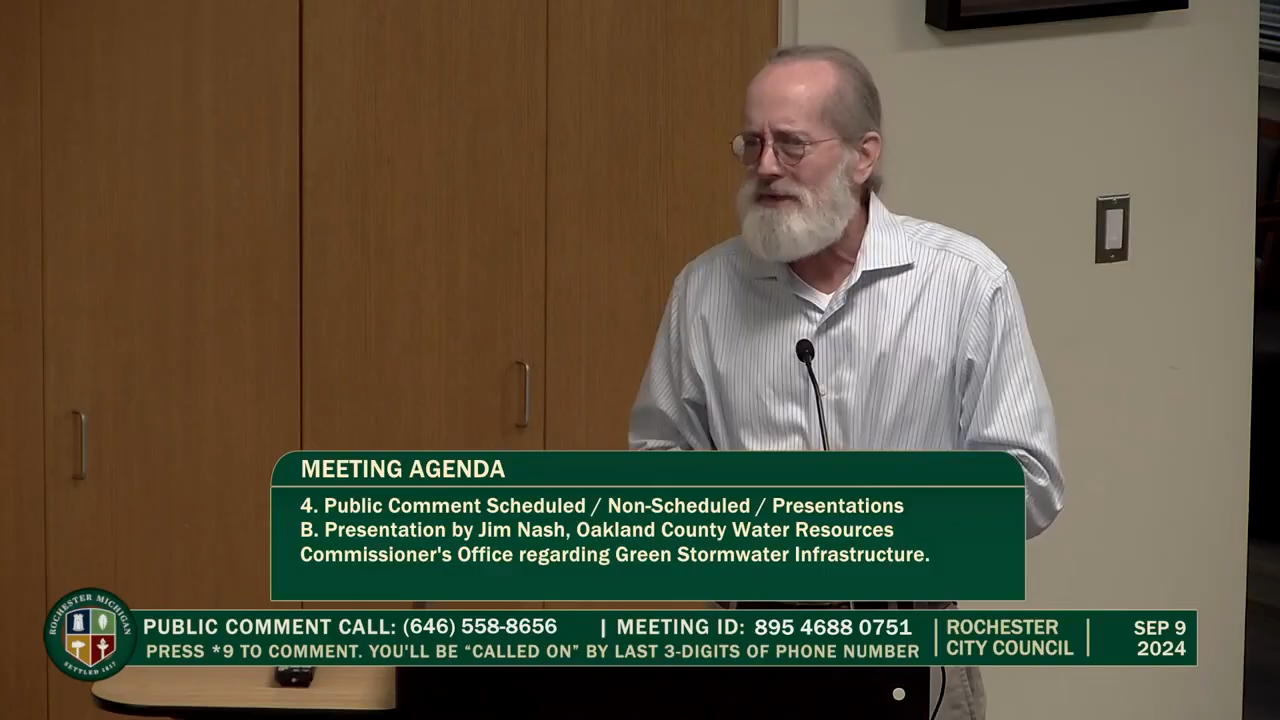 MEETING AGENDA
4. Public Comment Scheduled / Non-Scheduled / Presentations
B. Presentation by Jim Nash, Oakland County Water Resources
Commissioner's Office regarding Green Stormwater Infrastructure.
ROCHESTER MICHIGAN
SETTLED 1817
PUBLIC COMMENT CALL: (646) 558-8656 | MEETING ID: 895 4688 0751
PRESS *9 TO COMMENT. YOU'LL BE “CALLED ON” BY LAST 3-DIGITS OF PHONE NUMBER
ROCHESTER
CITY COUNCIL
SEP 9
2024